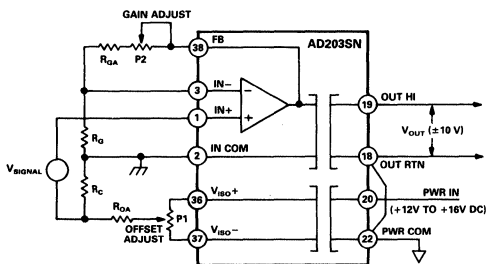 GAIN ADJUST
AD203SN
38
FB
RGA
P2
3
IN−
1
IN+
19
OUT HI
VOUT (±10 V)
RG
2
IN COM
18
OUT RTN
VSIGNAL
RC
36
VISO+
20
PWR IN
(+12V TO +16V DC)
ROA
P1
OFFSET
ADJUST
37
VISO−
22
PWR COM